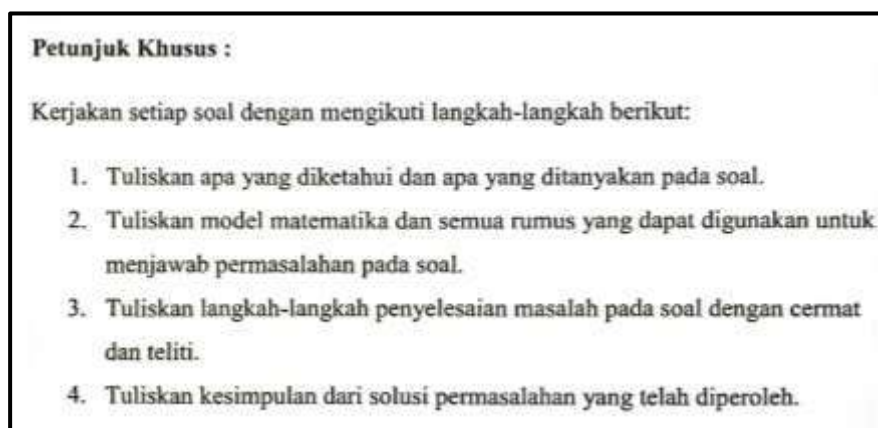 Petunjuk Khusus :
Kerjakan setiap soal dengan mengikuti langkah-langkah berikut:
1. Tuliskan apa yang diketahui dan apa yang ditanyakan pada soal.
2. Tuliskan model matematika dan semua rumus yang dapat digunakan untuk
menjawab permasalahan pada soal.
3. Tuliskan langkah-langkah penyelesaian masalah pada soal dengan cermat
dan teliti.
4. Tuliskan kesimpulan dari solusi permasalahan yang telah diperoleh.